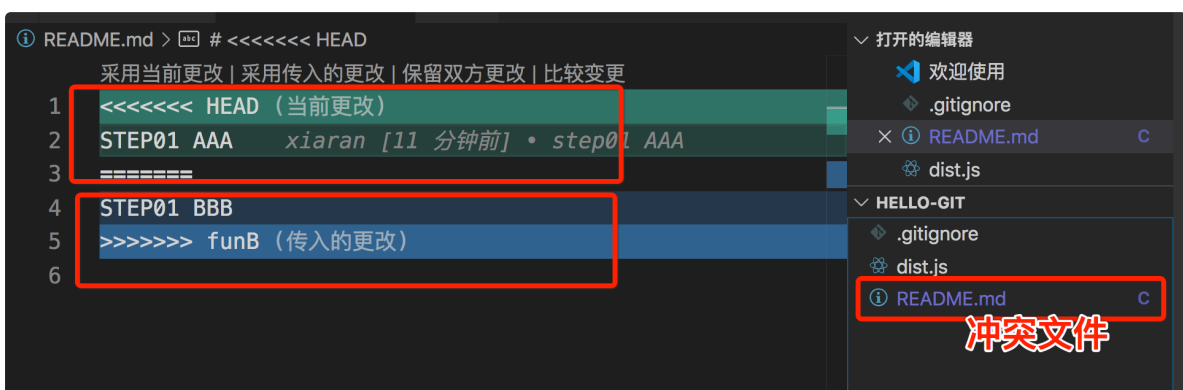 README.md > # <<<<<<< HEAD
采用当前更改 | 采用传入的更改 | 保留双方更改 | 比较变更
1 <<<<<<< HEAD (当前更改)
2 STEP01 AAA xiaran [11 分钟前] • step01 AAA
3 =======
4 STEP01 BBB
5 >>>>>>> funB (传入的更改)
6
打开的编辑器
欢迎使用
.gitignore
README.md C
dist.js
HELLO-GIT
.gitignore
dist.js
README.md C
冲突文件